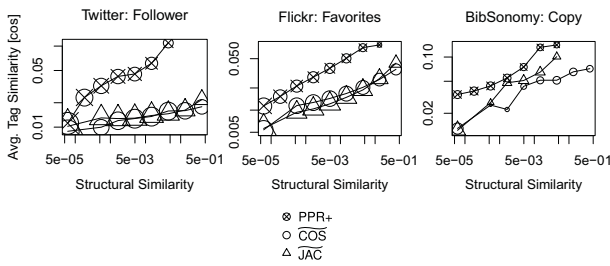 Twitter: Follower
Flickr: Favorites
BibSonomy: Copy
Avg. Tag Similarity [cos]
0.05
0.01
0.050
0.005
0.10
0.02
5e−05 5e−03 5e−01
5e−05 5e−03 5e−01
5e−05 5e−03 5e−01
Structural Similarity
Structural Similarity
Structural Similarity
PPR+
COS
JAC